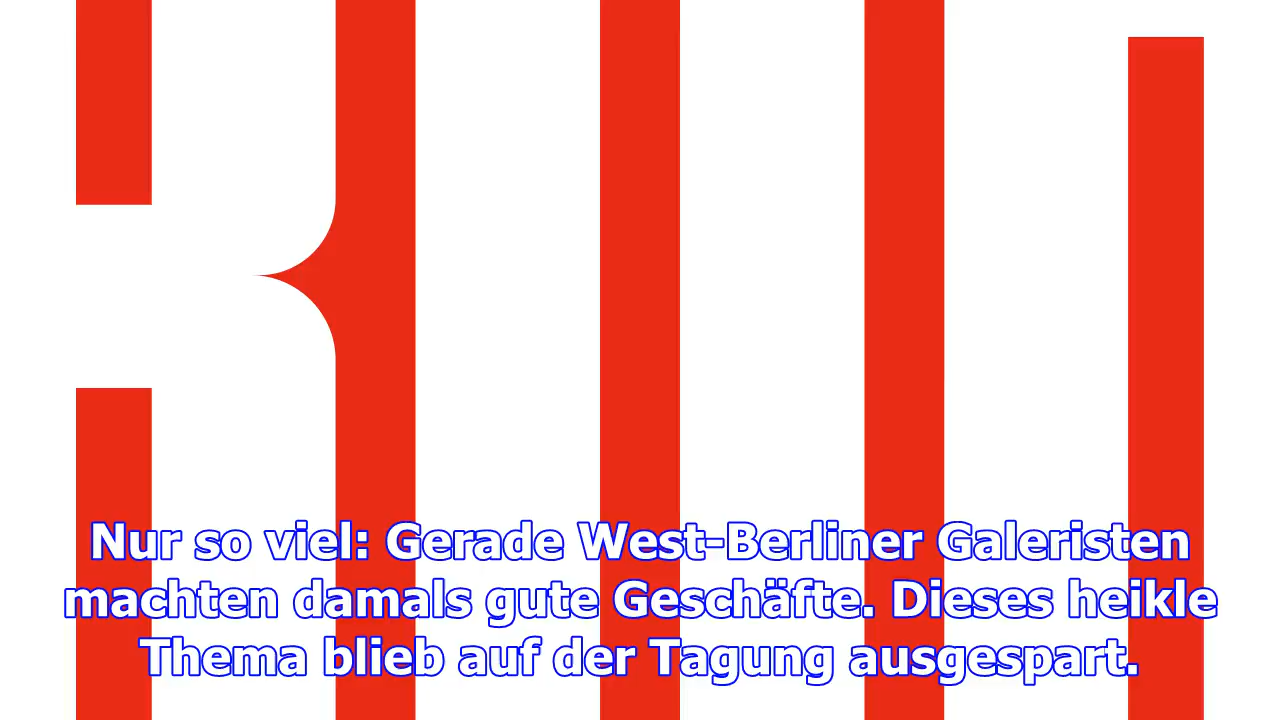 Nur so viel: Gerade West-Berliner Galeristen
machten damals gute Geschäfte. Dieses heikle
Thema blieb auf der Tagung ausgespart.